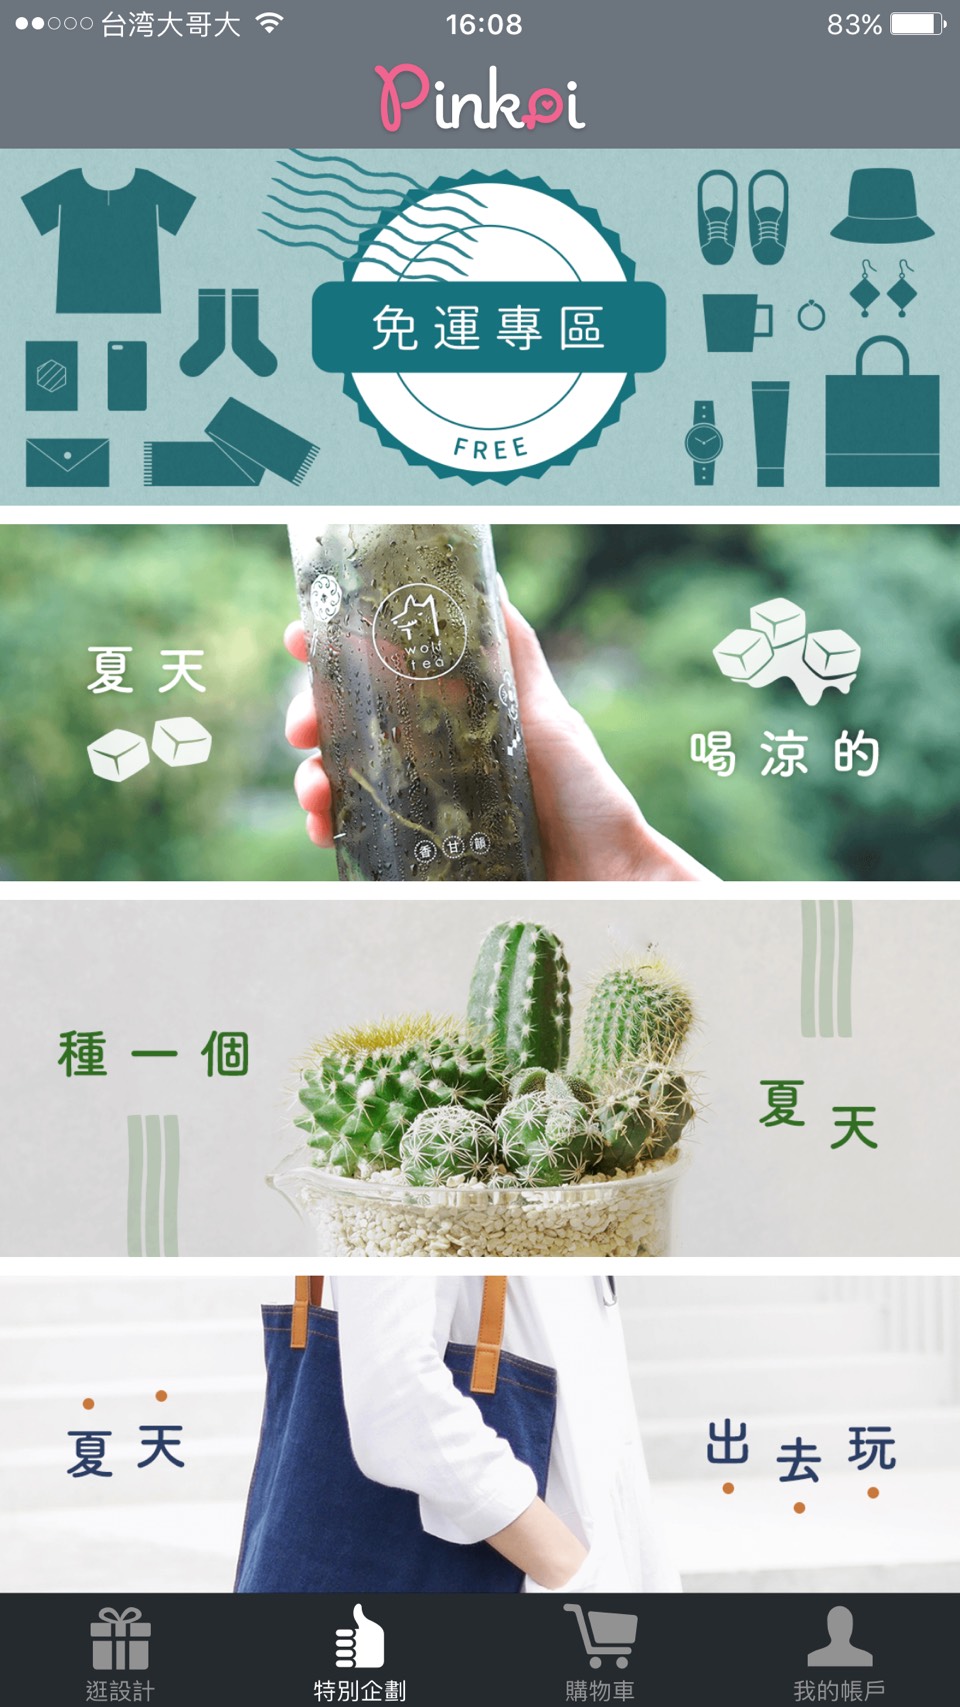 台湾大哥大
16:08
83%
Pinkoi
免運專區
FREE
夏天
喝涼的
wolf
tea
香甘韻
種一個
夏天
夏天
出去玩
逛設計
特別企劃
購物車
我的帳戶